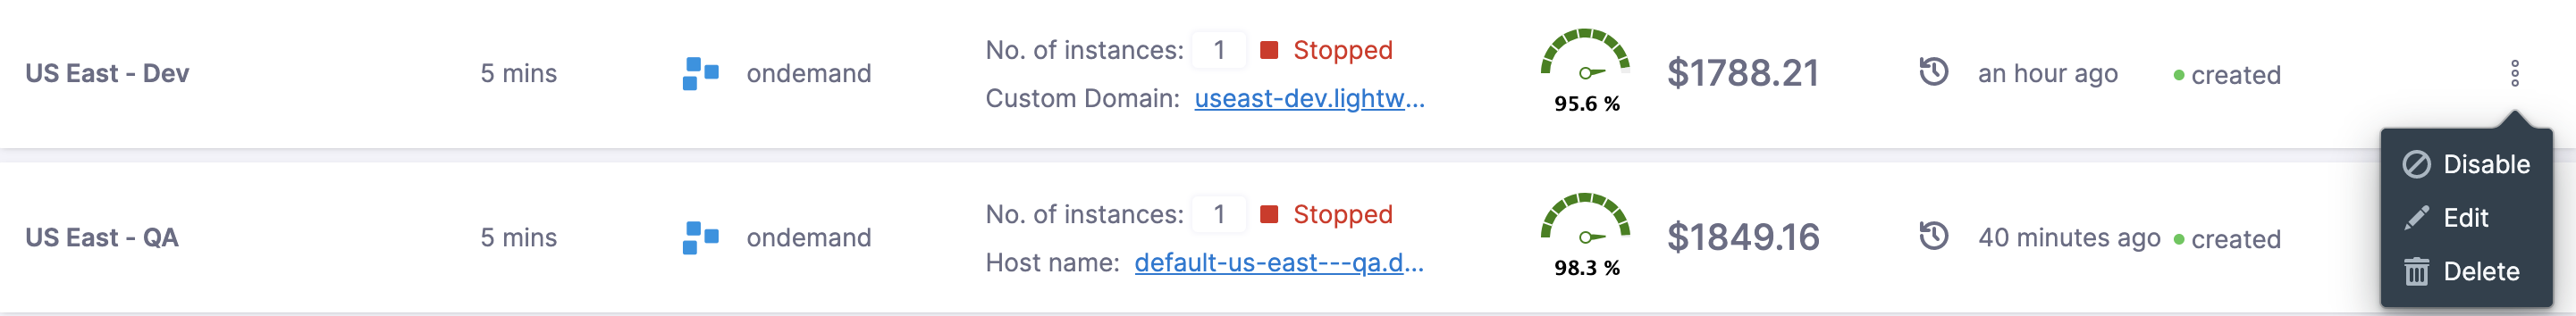 No. of instances: 1 Stopped
US East - Dev 5 mins ondemand $1788.21 an hour ago created
Custom Domain: useast-dev.lightw...
95.6 %
Disable
No. of instances: 1 Stopped
Edit
US East - QA 5 mins ondemand $1849.16 40 minutes ago created
Host name: default-us-east---qa.d...
98.3 %
Delete